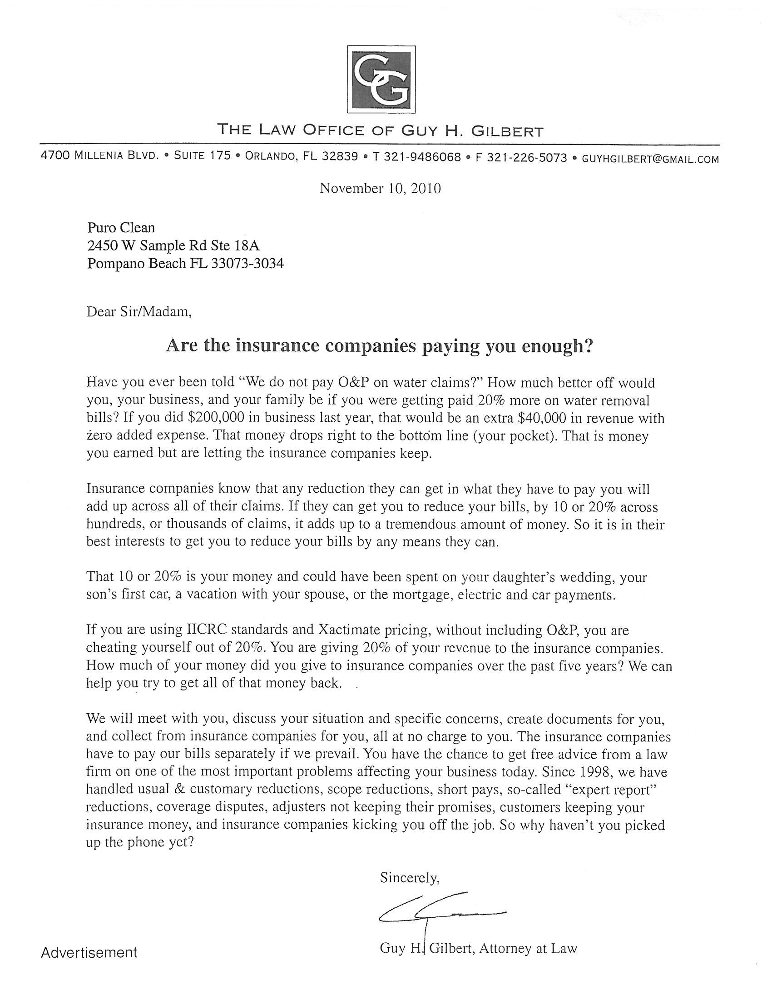 GG
THE LAW OFFICE OF GUY H. GILBERT
4700 MILLENIA BLVD. • SUITE 175 • ORLANDO, FL 32839 • T 321-9486068 • F 321-226-5073 • GUYHGILBERT@GMAIL.COM
November 10, 2010
Puro Clean
2450 W Sample Rd Ste 18A
Pompano Beach FL 33073-3034
Dear Sir/Madam,
Are the insurance companies paying you enough?
Have you ever been told “We do not pay O&P on water claims?” How much better off would
you, your business, and your family be if you were getting paid 20% more on water removal
bills? If you did $200,000 in business last year, that would be an extra $40,000 in revenue with
zero added expense. That money drops right to the bottom line (your pocket). That is money
you earned but are letting the insurance companies keep.
Insurance companies know that any reduction they can get in what they have to pay you will
add up across all of their claims. If they can get you to reduce your bills, by 10 or 20% across
hundreds, or thousands of claims, it adds up to a tremendous amount of money. So it is in their
best interests to get you to reduce your bills by any means they can.
That 10 or 20% is your money and could have been spent on your daughter’s wedding, your
son’s first car, a vacation with your spouse, or the mortgage, electric and car payments.
If you are using IICRC standards and Xactimate pricing, without including O&P, you are
cheating yourself out of 20%. You are giving 20% of your revenue to the insurance companies.
How much of your money did you give to insurance companies over the past five years? We can
help you try to get all of that money back.
We will meet with you, discuss your situation and specific concerns, create documents for you,
and collect from insurance companies for you, all at no charge to you. The insurance companies
have to pay our bills separately if we prevail. You have the chance to get free advice from a law
firm on one of the most important problems affecting your business today. Since 1998, we have
handled usual & customary reductions, scope reductions, short pays, so-called “expert report”
reductions, coverage disputes, adjusters not keeping their promises, customers keeping your
insurance money, and insurance companies kicking you off the job. So why haven’t you picked
up the phone yet?
Sincerely,
Guy H. Gilbert, Attorney at Law
Advertisement